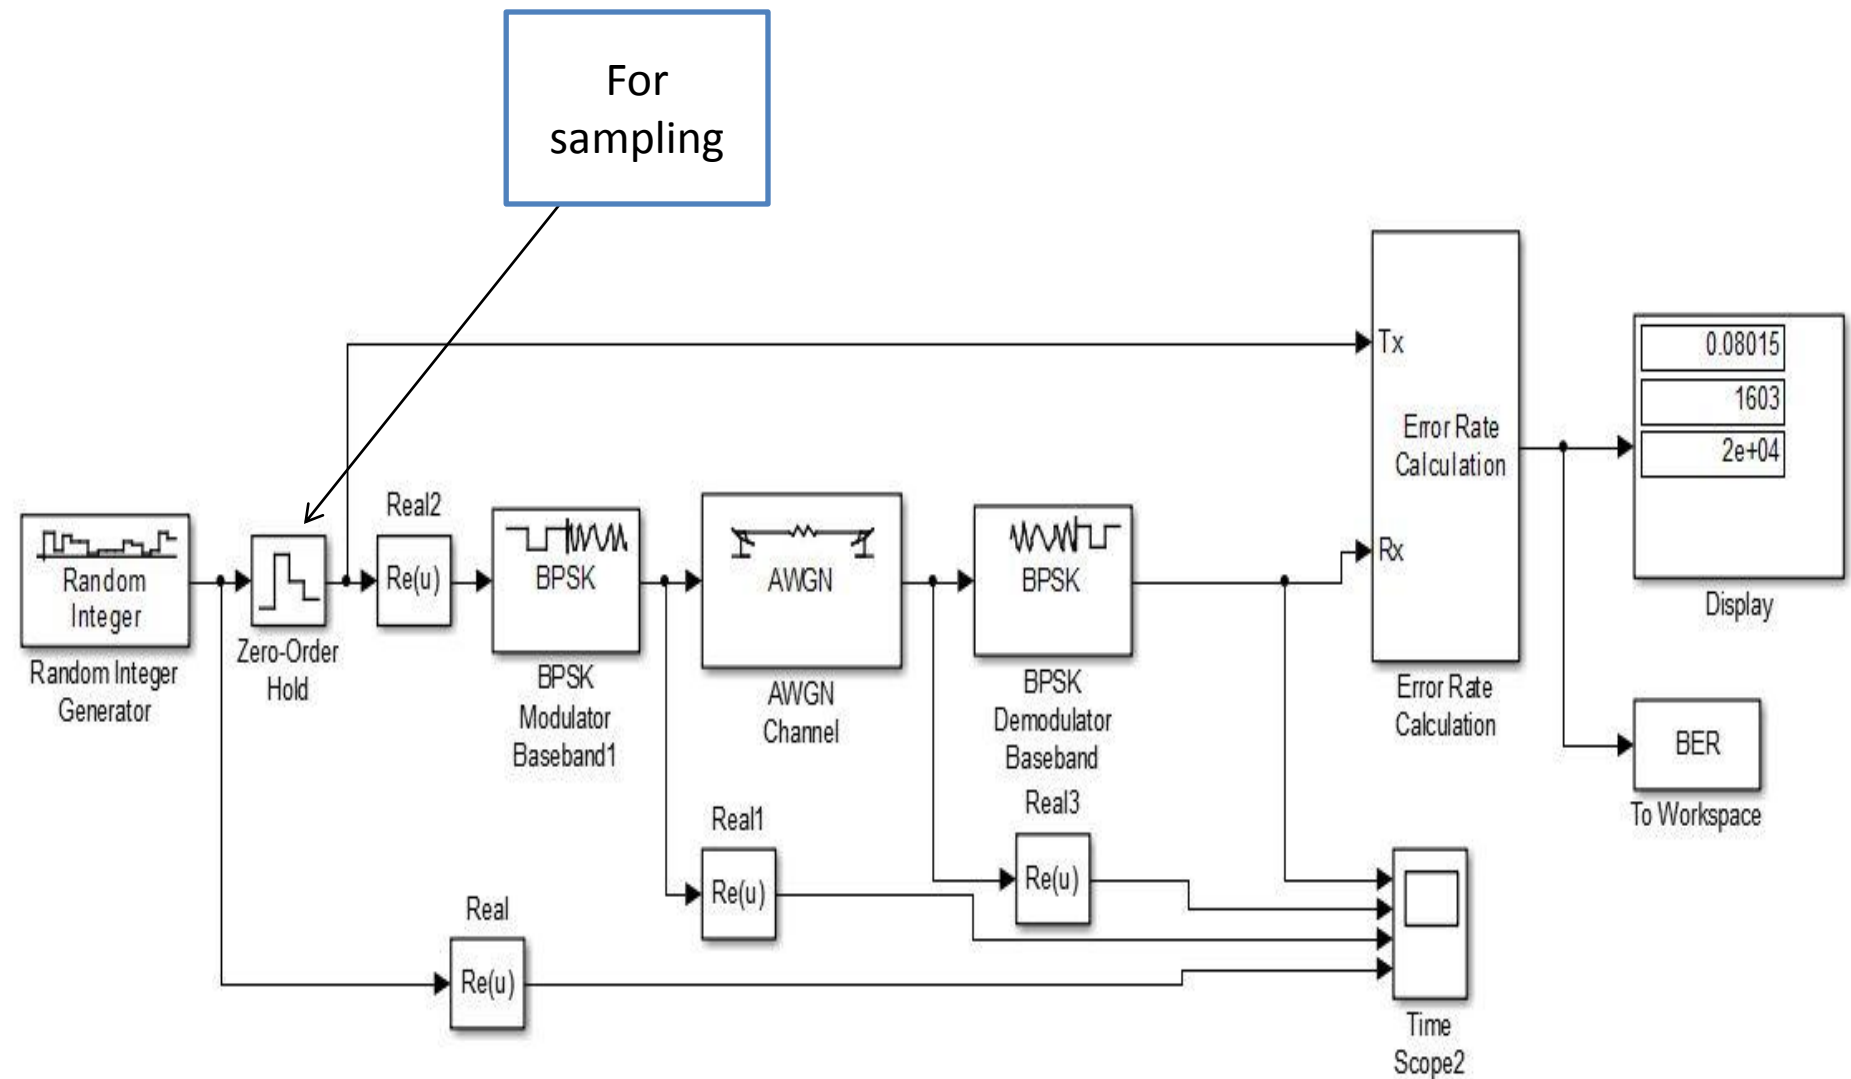 For
sampling
Tx
0.08015
1603
2e+04
Error Rate
Calculation
Rx
Display
Real2
Random
Integer
Re(u)
BPSK
AWGN
BPSK
Zero-Order
Hold
Random Integer
Generator
BPSK
Modulator
Baseband1
AWGN
Channel
BPSK
Demodulator
Baseband
Error Rate
Calculation
BER
To Workspace
Real1
Re(u)
Real3
Re(u)
Real
Re(u)
Time
Scope2